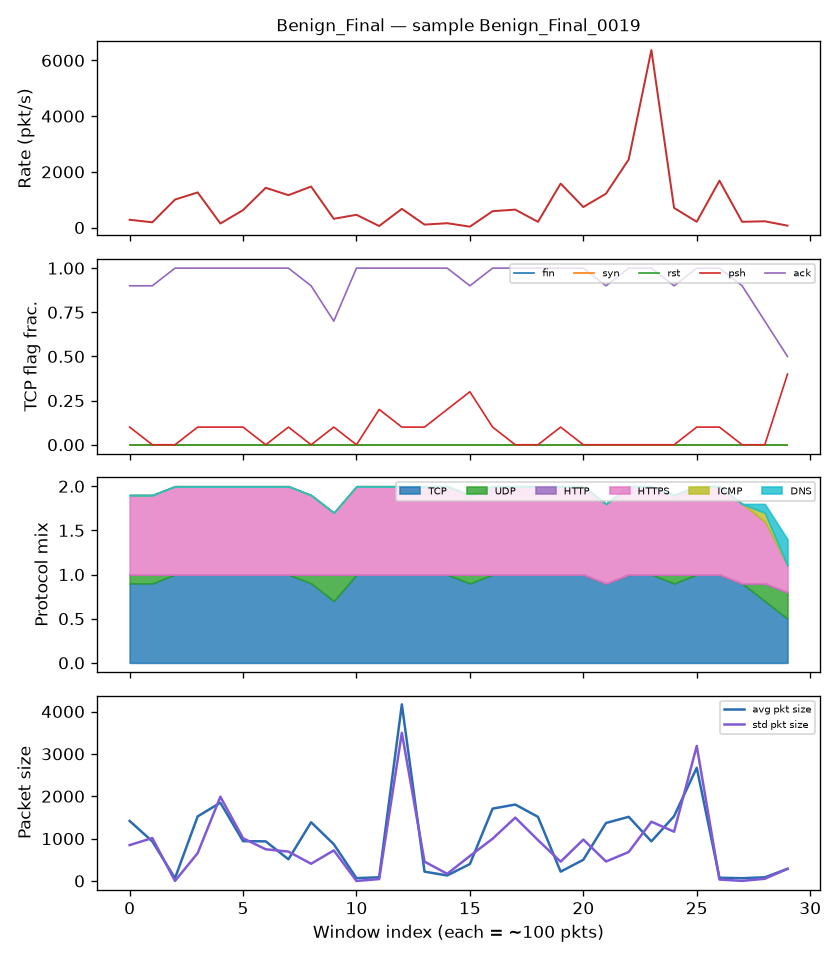 Benign_Final — sample Benign_Final_0019
Rate (pkt/s)
6000
4000
2000
0
TCP flag frac.
1.00
0.75
0.50
0.25
0.00
fin syn rst psh ack
Protocol mix
2.0
1.5
1.0
0.5
0.0
TCP UDP HTTP HTTPS ICMP DNS
Packet size
4000
3000
2000
1000
0
avg pkt size
std pkt size
0 5 10 15 20 25 30
Window index (each = ~100 pkts)